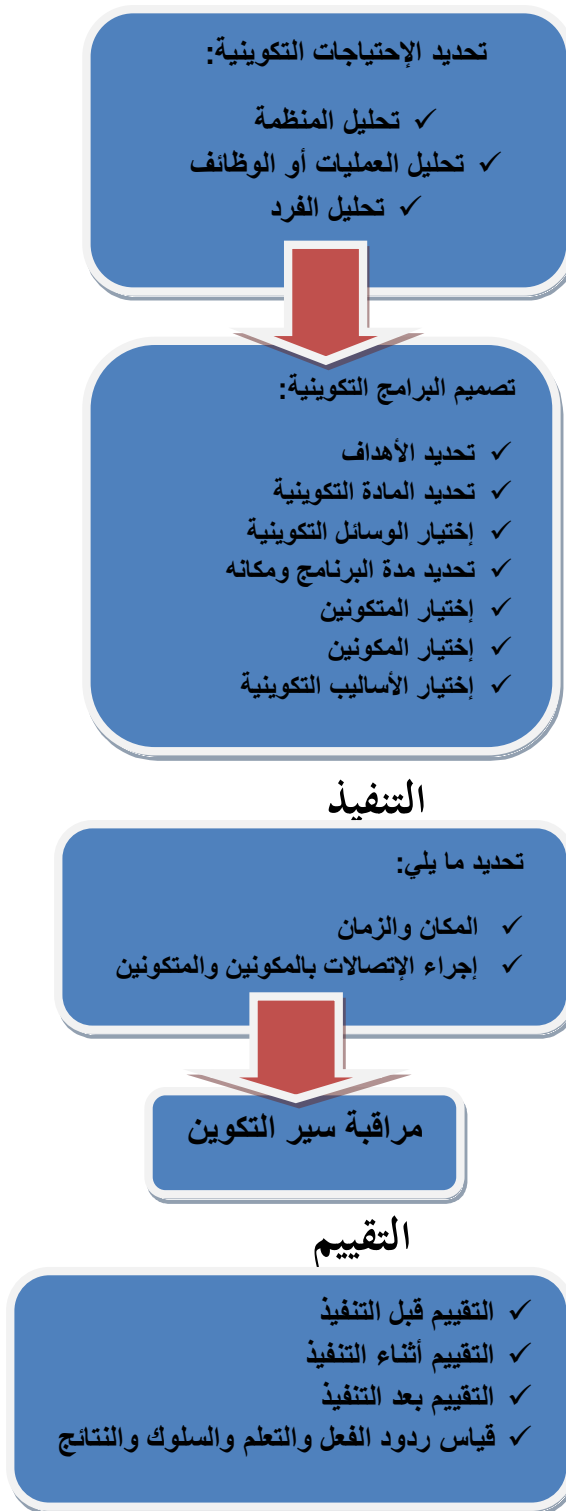 تحديد الإحتياجات التكوينية:
✓ تحليل المنظمة
✓ تحليل العمليات أو الوظائف
✓ تحليل الفرد
تصميم البرامج التكوينية:
✓ تحديد الأهداف
✓ تحديد المادة التكوينية
✓ إختيار الوسائل التكوينية
✓ تحديد مدة البرنامج ومكانه
✓ إختيار المتكونين
✓ إختيار المكونين
✓ إختيار الأساليب التكوينية
التنفيذ
تحديد ما يلي:
✓ المكان والزمان
✓ إجراء الإتصالات بالمكونين والمتكونين
مراقبة سير التكوين
التقييم
✓ التقييم قبل التنفيذ
✓ التقييم أثناء التنفيذ
✓ التقييم بعد التنفيذ
✓ قياس ردود الفعل والتعلم والسلوك والنتائج